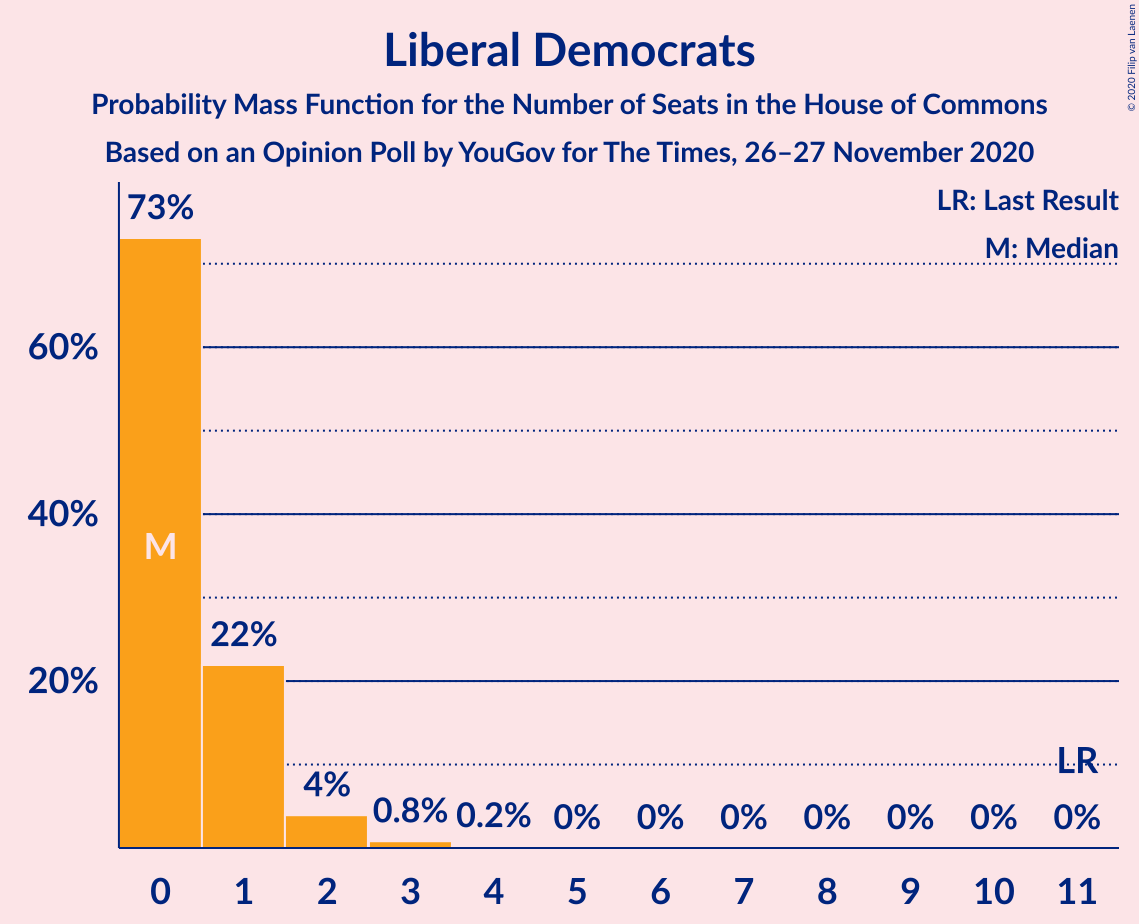 Liberal Democrats
Probability Mass Function for the Number of Seats in the House of Commons
Based on an Opinion Poll by YouGov for The Times, 26–27 November 2020
© 2020 Filip van Laenen
LR: Last Result
M: Median
73%
60%
40%
M
22%
20%
LR
4%
0.8% 0.2% 0% 0% 0% 0% 0% 0% 0%
0 1 2 3 4 5 6 7 8 9 10 11